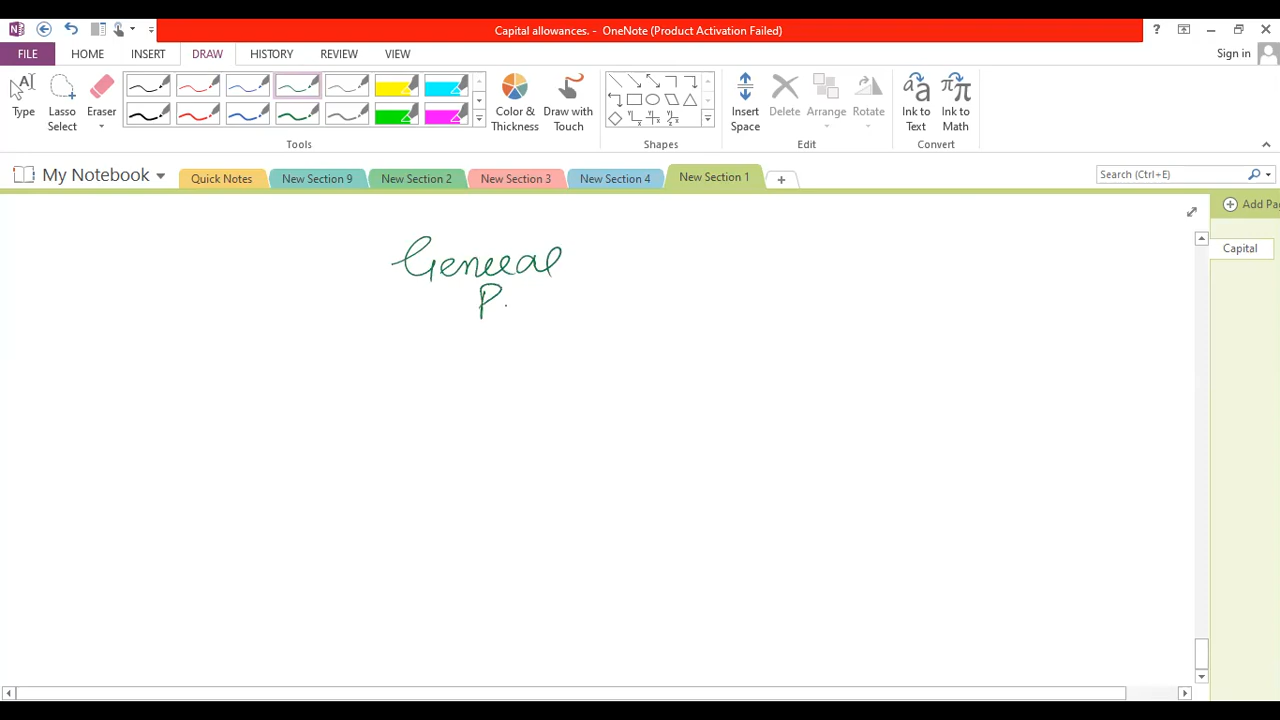 Capital allowances. - OneNote (Product Activation Failed)
FILE HOME INSERT DRAW HISTORY REVIEW VIEW Sign in
Type Lasso Select Eraser Color & Thickness Draw with Touch Insert Space Delete Arrange Rotate Ink to Text Ink to Math
Tools Shapes Edit Convert
My Notebook Quick Notes New Section 9 New Section 2 New Section 3 New Section 4 New Section 1 Search (Ctrl+E)
Add Pag
Capital
General
P.